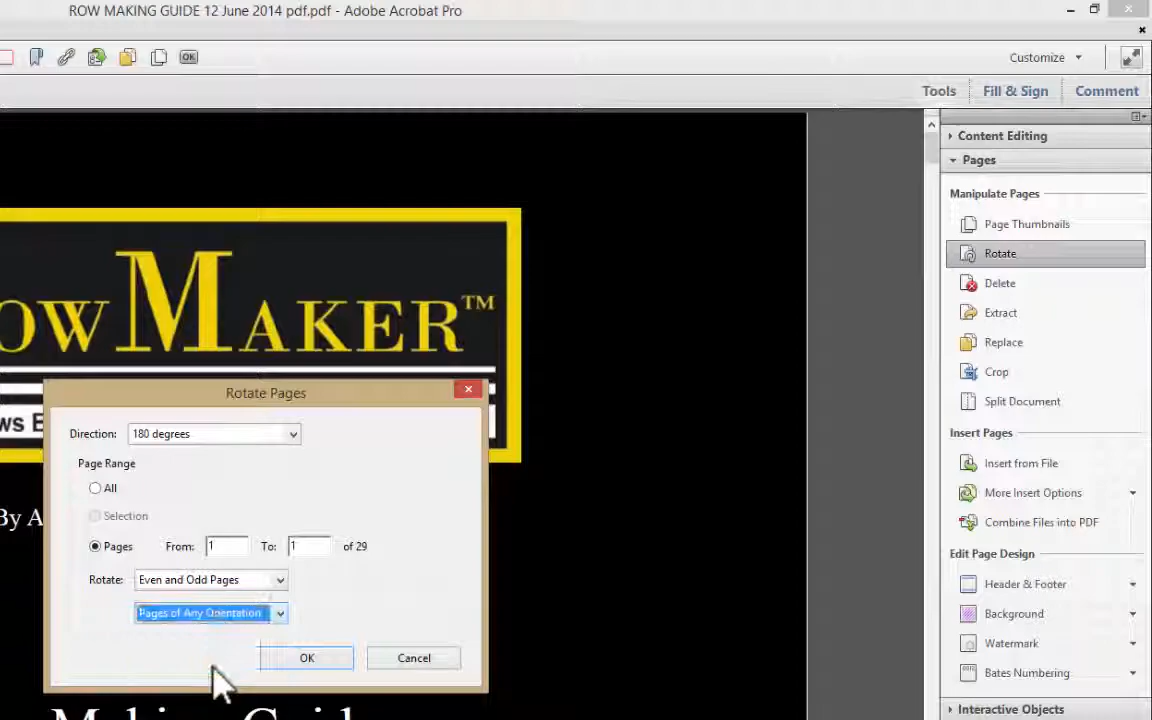 ROW MAKING GUIDE 12 June 2014 pdf.pdf - Adobe Acrobat Pro
OK
Customize
Tools
Fill & Sign
Comment
Content Editing
Pages
Manipulate Pages
Page Thumbnails
Rotate
Delete
Extract
Replace
Crop
Split Document
Insert Pages
Insert from File
More Insert Options
Combine Files into PDF
Edit Page Design
Header & Footer
Background
Watermark
Bates Numbering
Interactive Objects
OWMAKER™
ws E
By A
Rotate Pages
Direction: 180 degrees
Page Range
All
Selection
Pages From: 1 To: 1 of 29
Rotate: Even and Odd Pages
Pages of Any Orientation
OK Cancel
Making Guide